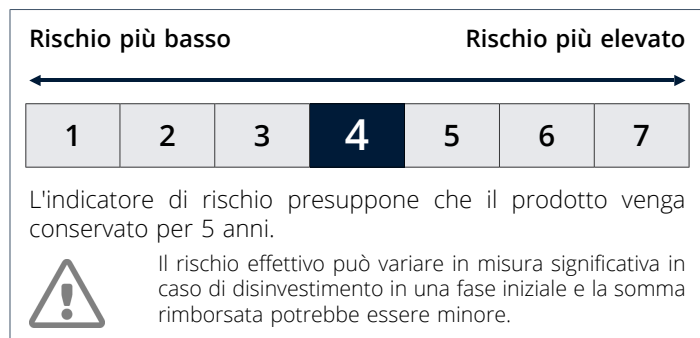 Rischio più basso Rischio più elevato
1 2 3 4 5 6 7
L'indicatore di rischio presuppone che il prodotto venga
conservato per 5 anni.
Il rischio effettivo può variare in misura significativa in
caso di disinvestimento in una fase iniziale e la somma
rimborsata potrebbe essere minore.